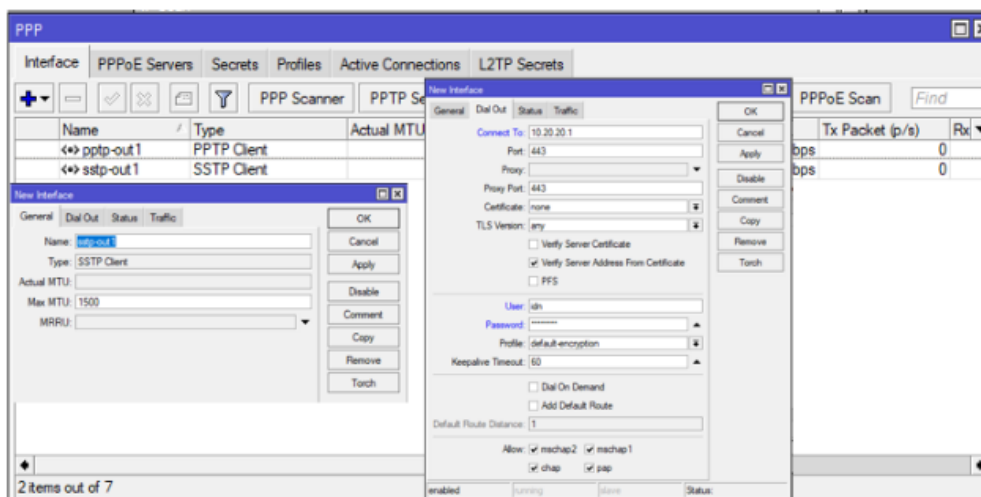 PPP
Interface PPPoE Servers Secrets Profiles Active Connections L2TP Secrets
PPP Scanner PPTP Se PPPoE Scan Find
Name Type Actual MTU Tx Packet (p/s) Rx
<•> pptp-out1 PPTP Client bps 0
<•> sstp-out1 SSTP Client bps 0
New Interface
General Dial Out Status Traffic
Name: sstp-out1
Type: SSTP Client
Actual MTU:
Max MTU: 1500
MRRU:
OK
Cancel
Apply
Disable
Comment
Copy
Remove
Torch
New Interface
General Dial Out Status Traffic
Connect To: 10.20.20.1
Port: 443
Proxy:
Proxy Port: 443
Certificate: none
TLS Version: any
Verify Server Certificate
Verify Server Address From Certificate
PFS
User: idn
Password: ********
Profile: default-encryption
Keepalive Timeout: 60
Dial On Demand
Add Default Route
Default Route Distance: 1
Allow: mschap2 mschap1
chap pap
enabled running slave Status:
OK
Cancel
Apply
Disable
Comment
Copy
Remove
Torch
2 items out of 7